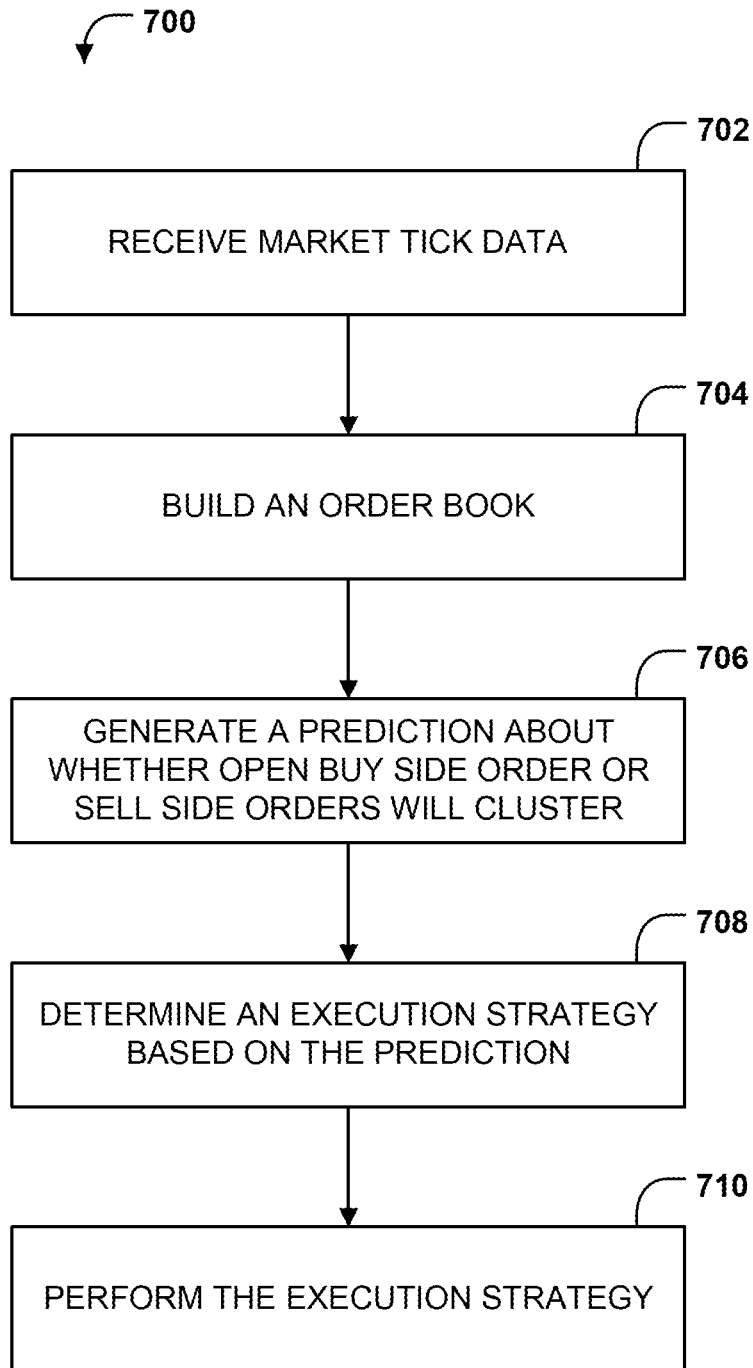 700
702
RECEIVE MARKET TICK DATA
704
BUILD AN ORDER BOOK
706
GENERATE A PREDICTION ABOUT
WHETHER OPEN BUY SIDE ORDER OR
SELL SIDE ORDERS WILL CLUSTER
708
DETERMINE AN EXECUTION STRATEGY
BASED ON THE PREDICTION
710
PERFORM THE EXECUTION STRATEGY